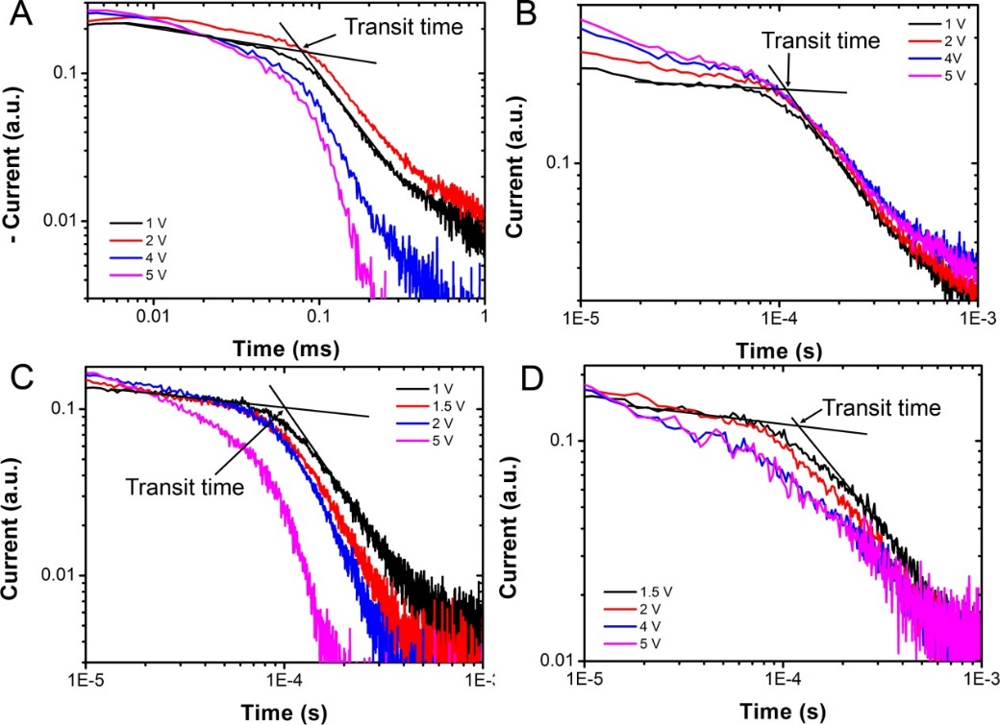 A
- Current (a.u.)
0.1
0.01
Transit time
1 V
2 V
4 V
5 V
0.01
0.1
1
Time (ms)
B
Current (a.u.)
0.1
Transit time
1 V
2 V
4V
5 V
1E-5
1E-4
1E-3
Time (s)
C
Current (a.u.)
0.1
0.01
Transit time
1 V
1.5 V
2 V
5 V
1E-5
1E-4
1E-
Time (s)
D
Current (a.u.)
0.1
0.01
Transit time
1.5 V
2 V
4 V
5 V
1E-5
1E-4
1E-3
Time (s)